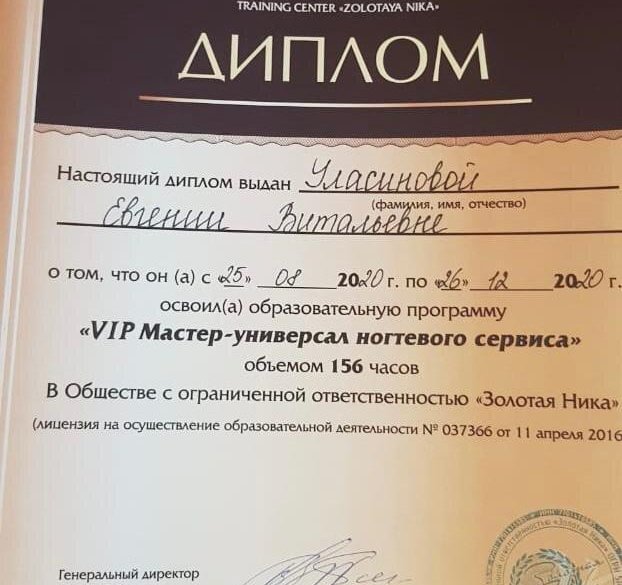 TRAINING CENTER «ZOLOTAYA NIKA»
ДИПЛОМ
Настоящий диплом выдан Уласиновой
(фамилия, имя, отчество)
Евгении Витальевне
о том, что он (а) с «25» 08 2020 г. по «26» 12 2020 г.
освоил(а) образовательную программу
«VIP Мастер-универсал ногтевого сервиса»
объемом 156 часов
В Обществе с ограниченной ответственностью «Золотая Ника»
(лицензия на осуществление образовательной деятельности № 037366 от 11 апреля 2016
Генеральный директор